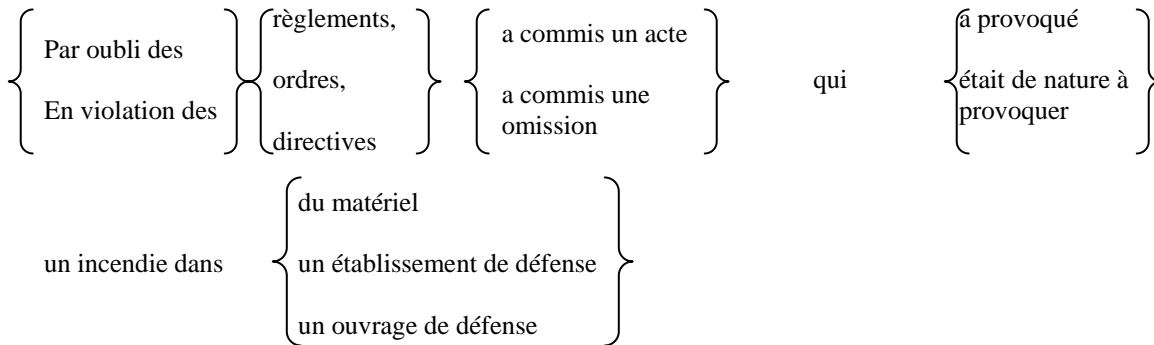 Par oubli des
En violation des
règlements,
ordres,
directives
a commis un acte
a commis une
omission
qui
a provoqué
était de nature à
provoquer
un incendie dans
du matériel
un établissement de défense
un ouvrage de défense